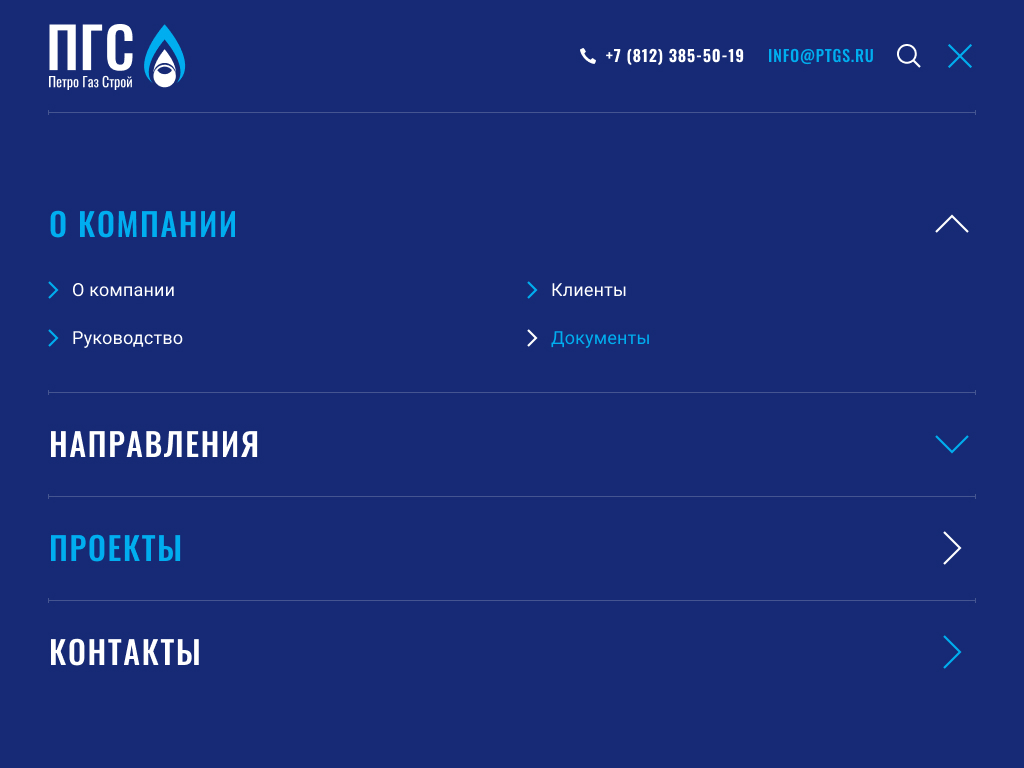 ПГС
Петро Газ Строй
+7 (812) 385-50-19 INFO@PTGS.RU
О КОМПАНИИ
О компании
Клиенты
Руководство
Документы
НАПРАВЛЕНИЯ
ПРОЕКТЫ
КОНТАКТЫ